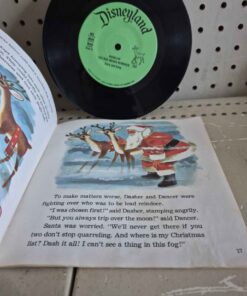 Disneyland
To make matters worse, Dasher and Dancer were
fighting over who was to be lead reindeer.
"I was chosen first!" said Dasher, stamping angrily.
"But you always trip over the moon!" said Dancer.
Santa was worried. "We'll never get there if you
two don't stop quarreling. And where is my Christmas
list? Dash it all! I can't see a thing in this fog!"
17